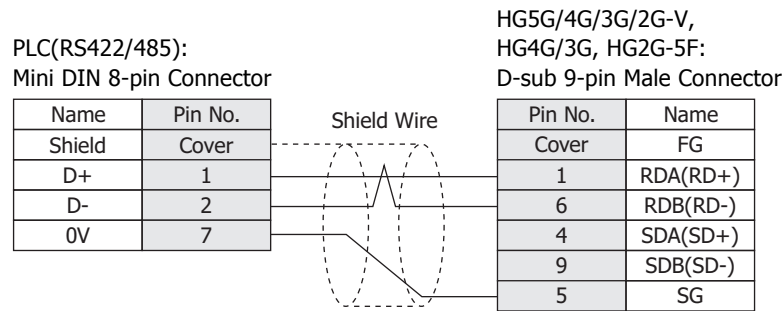 PLC(RS422/485):
Mini DIN 8-pin Connector
HG5G/4G/3G/2G-V,
HG4G/3G, HG2G-5F:
D-sub 9-pin Male Connector
Name Pin No.
Shield Cover
D+ 1
D- 2
0V 7
Shield Wire
Pin No. Name
Cover FG
1 RDA(RD+)
6 RDB(RD-)
4 SDA(SD+)
9 SDB(SD-)
5 SG